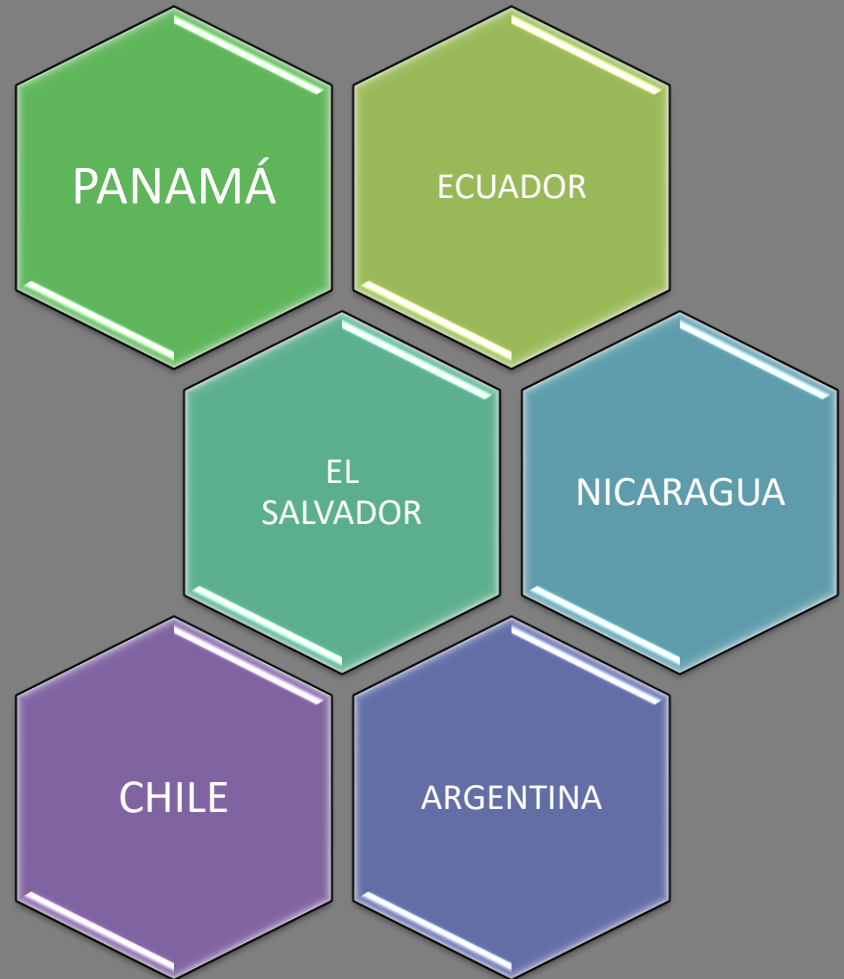 PANAMÁ
ECUADOR
EL
SALVADOR
NICARAGUA
CHILE
ARGENTINA